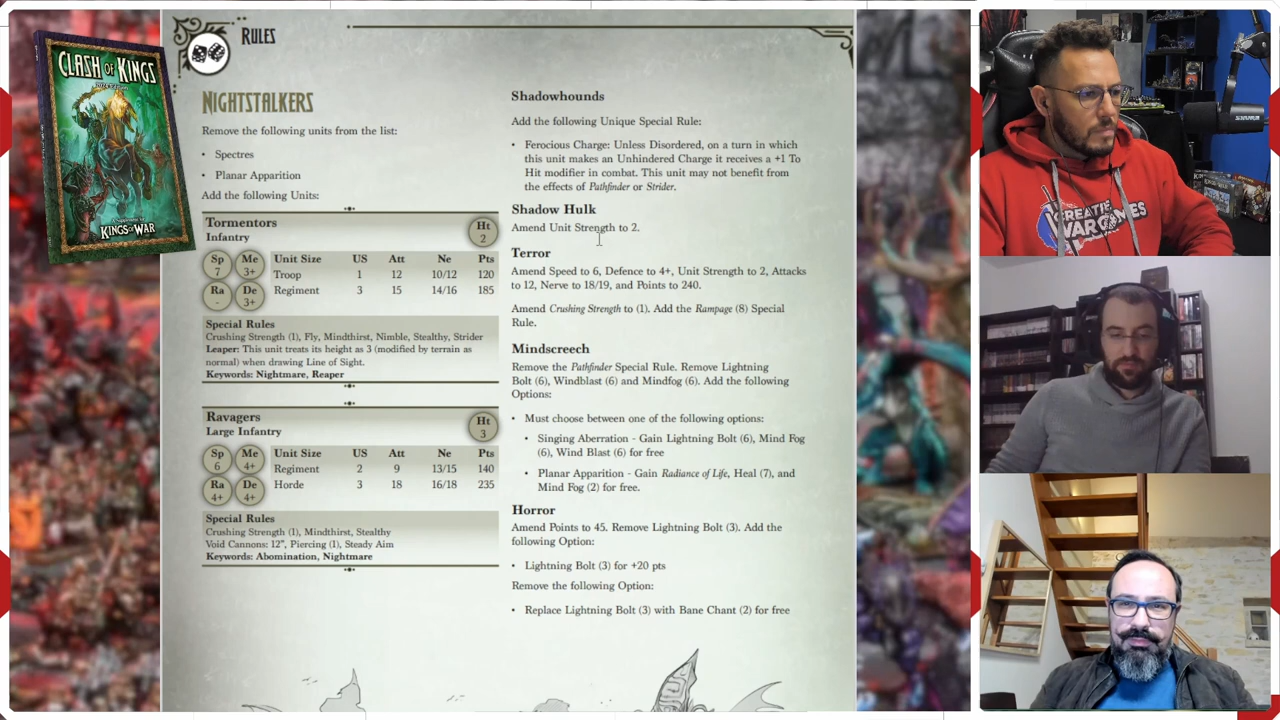 CLASH OF KINGS
A Supplement for
KINGS OF WAR
RULES
NIGHTSTALKERS
Remove the following units from the list:
• Spectres
• Planar Apparition
Add the following Units:
Tormentors
Infantry
Ht
2
Sp
7
Me
3+
Ra
-
De
3+
Unit Size US Att Ne Pts
Troop 1 12 10/12 120
Regiment 3 15 14/16 185
Special Rules
Crushing Strength (1), Fly, Mindthirst, Nimble, Stealthy, Strider
Leaper: This unit treats its height as 3 (modified by terrain as
normal) when drawing Line of Sight.
Keywords: Nightmare, Reaper
Ravagers
Large Infantry
Ht
3
Sp
6
Me
4+
Ra
4+
De
4+
Unit Size US Att Ne Pts
Regiment 2 9 13/15 140
Horde 3 18 16/18 235
Special Rules
Crushing Strength (1), Mindthirst, Stealthy
Void Cannons: 12", Piercing (1), Steady Aim
Keywords: Abomination, Nightmare
Shadowhounds
Add the following Unique Special Rule:
• Ferocious Charge: Unless Disordered, on a turn in which
this unit makes an Unhindered Charge it receives a +1 To
Hit modifier in combat. This unit may not benefit from
the effects of Pathfinder or Strider.
Shadow Hulk
Amend Unit Strength to 2.
Terror
Amend Speed to 6, Defence to 4+, Unit Strength to 2, Attacks
to 12, Nerve to 18/19, and Points to 240.
Amend Crushing Strength to (1). Add the Rampage (8) Special
Rule.
Mindscreech
Remove the Pathfinder Special Rule. Remove Lightning
Bolt (6), Windblast (6) and Mindfog (6). Add the following
Options:
• Must choose between one of the following options:
• Singing Aberration - Gain Lightning Bolt (6), Mind Fog
(6), Wind Blast (6) for free
• Planar Apparition - Gain Radiance of Life, Heal (7), and
Mind Fog (2) for free.
Horror
Amend Points to 45. Remove Lightning Bolt (3). Add the
following Option:
• Lightning Bolt (3) for +20 pts
Remove the following Option:
• Replace Lightning Bolt (3) with Bane Chant (2) for free
CREATIVE
WARGAMES